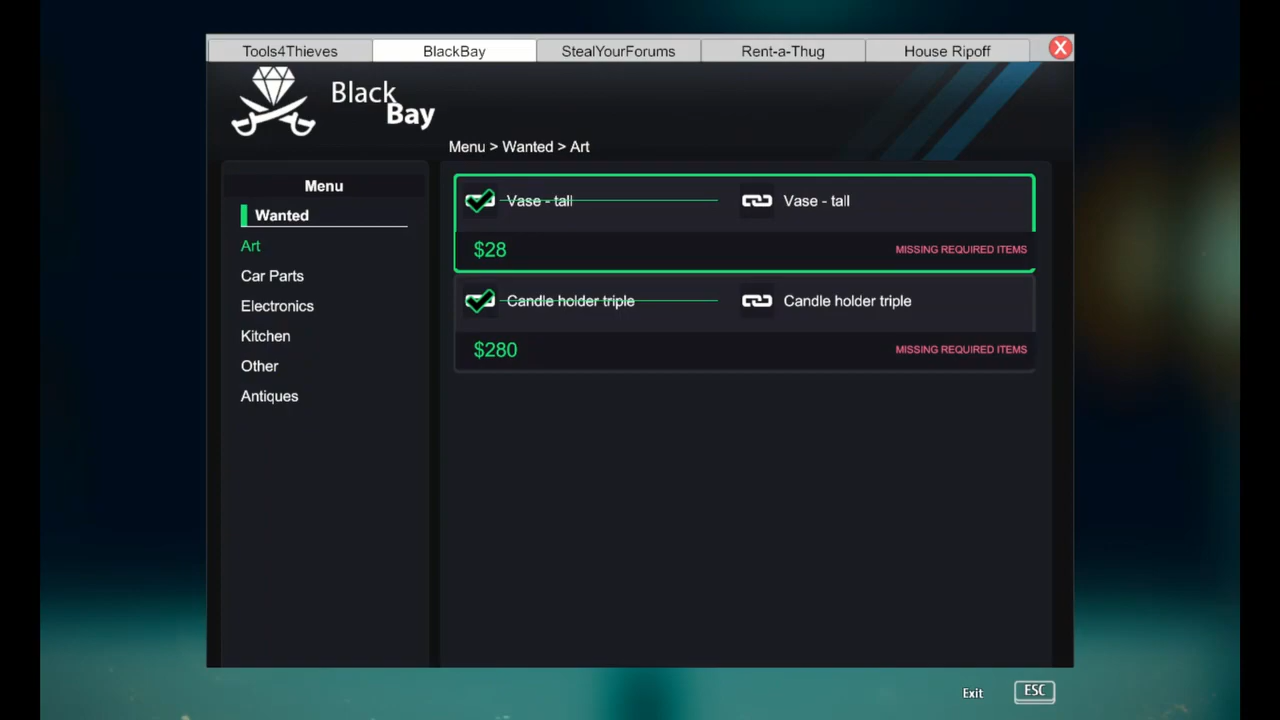 Tools4Thieves BlackBay StealYourForums Rent-a-Thug House Ripoff X
Black
Bay
Menu > Wanted > Art
Menu
Wanted
Art
Car Parts
Electronics
Kitchen
Other
Antiques
Vase - tall Vase - tall
$28 MISSING REQUIRED ITEMS
Candle holder triple Candle holder triple
$280 MISSING REQUIRED ITEMS
Exit ESC